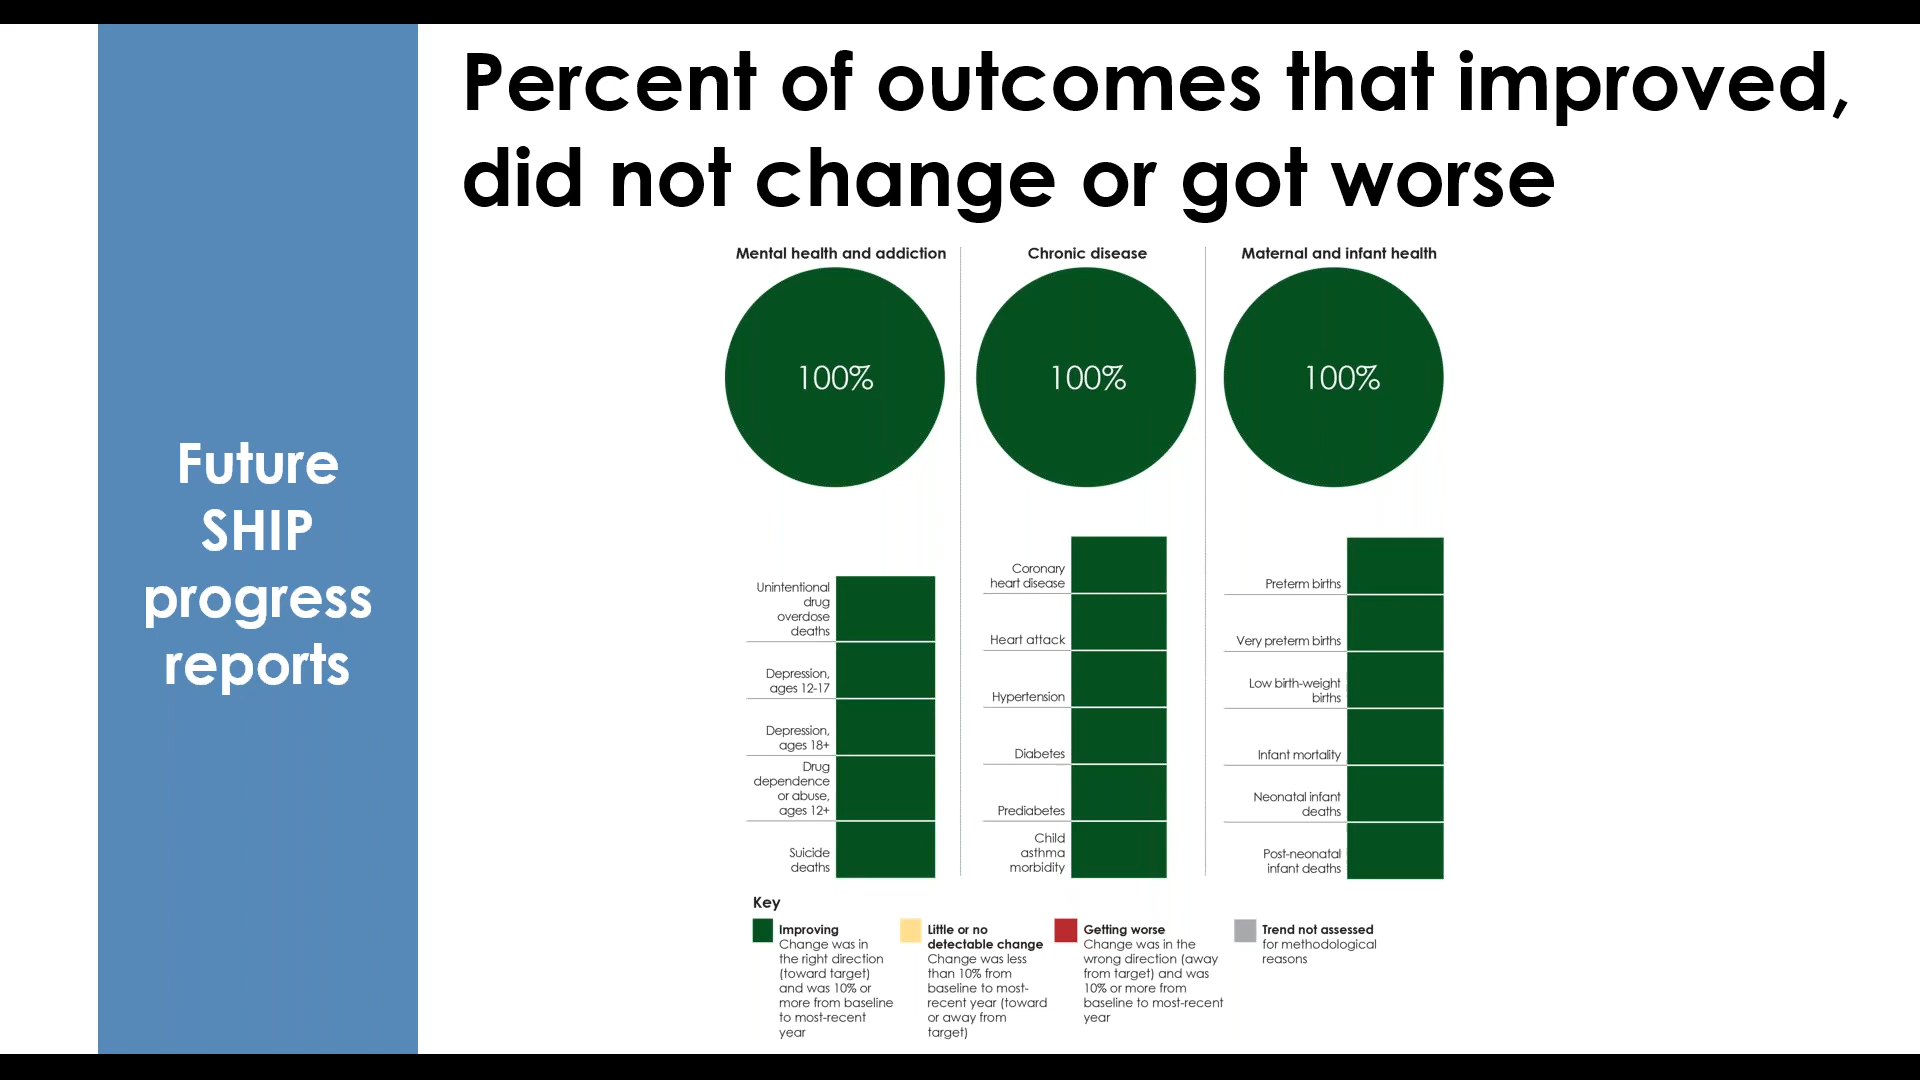 Percent of outcomes that improved,
did not change or got worse
Future
SHIP
progress
reports
Mental health and addiction
100%
Unintentional
drug
overdose
deaths
Depression,
ages 12-17
Depression,
ages 18+
Drug
dependence
or abuse,
ages 12+
Suicide
deaths
Chronic disease
100%
Coronary
heart disease
Heart attack
Hypertension
Diabetes
Prediabetes
Child
asthma
morbidity
Maternal and infant health
100%
Preterm births
Very preterm births
Low birth-weight
births
Infant mortality
Neonatal infant
deaths
Post-neonatal
infant deaths
Key
Improving
Change was in
the right direction
(toward target)
and was 10% or
more from baseline
to most-recent
year
Little or no
detectable change
Change was less
than 10% from
baseline to most-
recent year (toward
or away from
target)
Getting worse
Change was in the
wrong direction (away
from target) and was
10% or more from
baseline to most-recent
year
Trend not assessed
for methodological
reasons